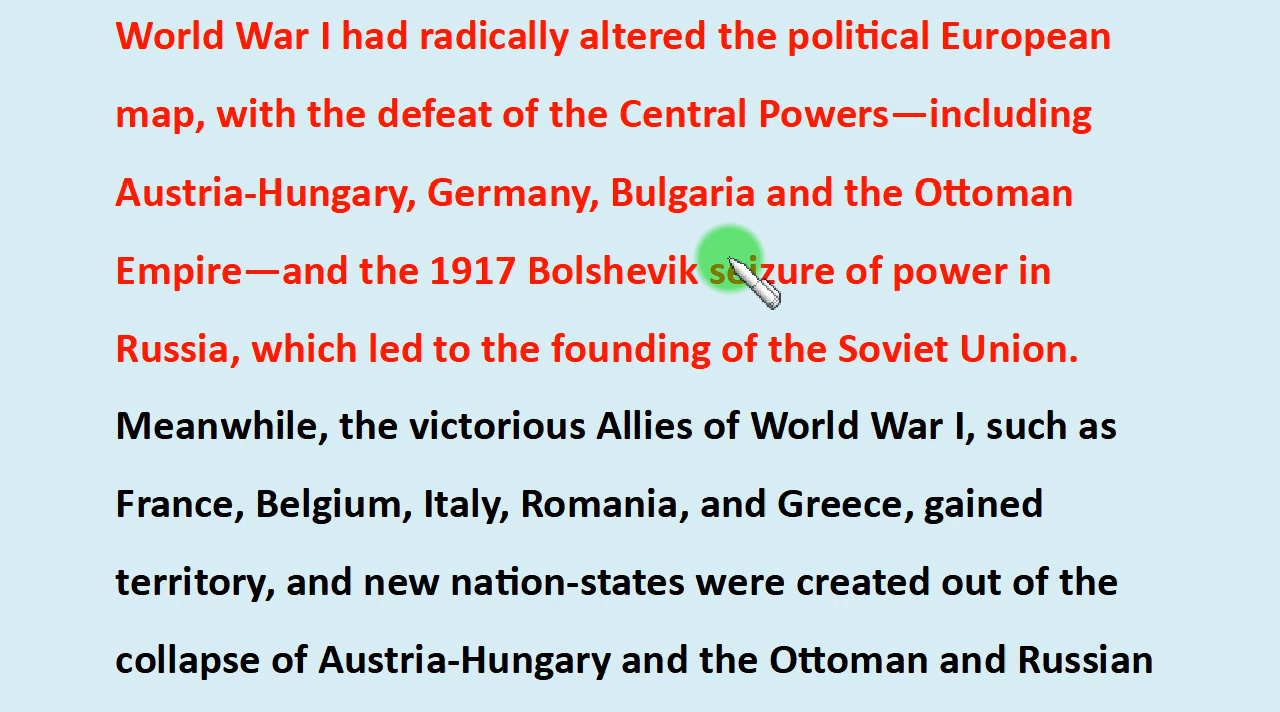 World War I had radically altered the political European
map, with the defeat of the Central Powers—including
Austria-Hungary, Germany, Bulgaria and the Ottoman
Empire—and the 1917 Bolshevik seizure of power in
Russia, which led to the founding of the Soviet Union.
Meanwhile, the victorious Allies of World War I, such as
France, Belgium, Italy, Romania, and Greece, gained
territory, and new nation-states were created out of the
collapse of Austria-Hungary and the Ottoman and Russian